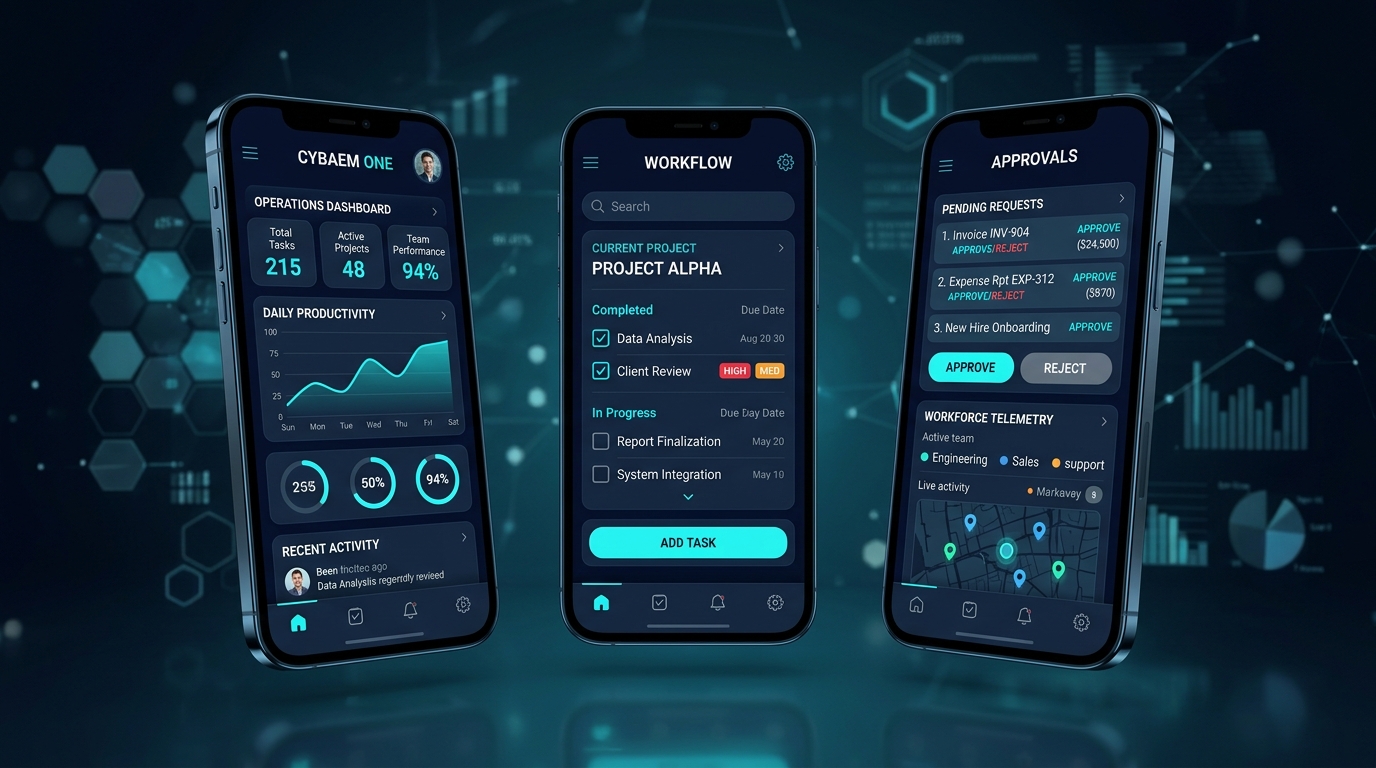 CYBAEM ONE
OPERATIONS DASHBOARD
Total Tasks
215
Active Projects
48
Team Performance
94%
DAILY PRODUCTIVITY
100
75
50
25
0
Sun Mon Tue Wed Thu Fri Sat
255
50%
94%
RECENT ACTIVITY
Been thcttec ago
Data Analysis regerdly revieed
WORKFLOW
Search
CURRENT PROJECT
PROJECT ALPHA
Completed Due Date
Data Analysis Aug 20 30
Client Review HIGH MED
In Progress Due Day Date
Report Finalization May 20
System Integration May 10
ADD TASK
APPROVALS
PENDING REQUESTS
1. Invoice INV-904 APPROVE
APPROVS/REJECT ($24,500)
2. Expense Rpt EXP-312 APPROVE
APPROVE/REJECT ($870)
3. New Hire Onboarding APPROVE
APPROVE REJECT
WORKFORCE TELEMETRY
Active team
Engineering Sales support
Live activity Markavey 9